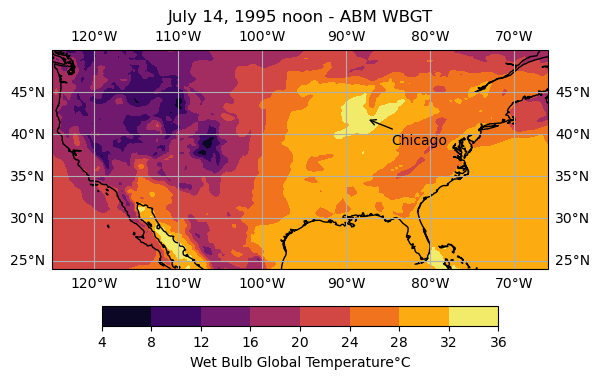 July 14, 1995 noon - ABM WBGT
120°W 110°W 100°W 90°W 80°W 70°W
45°N 45°N
40°N 40°N
Chicago
35°N 35°N
30°N 30°N
25°N 25°N
120°W 110°W 100°W 90°W 80°W 70°W
4 8 12 16 20 24 28 32 36
Wet Bulb Global Temperature°C